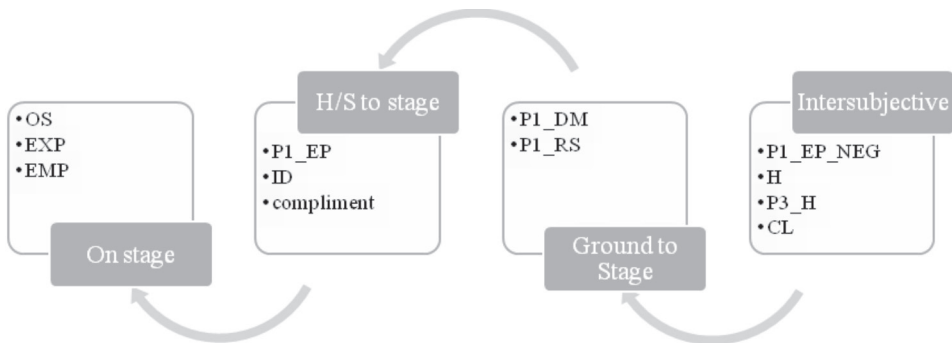 •OS
•EXP
•EMP
On stage
H/S to stage
•P1_EP
•ID
•compliment
•P1_DM
•P1_RS
Ground to
Stage
Intersubjective
•P1_EP_NEG
•H
•P3_H
•CL